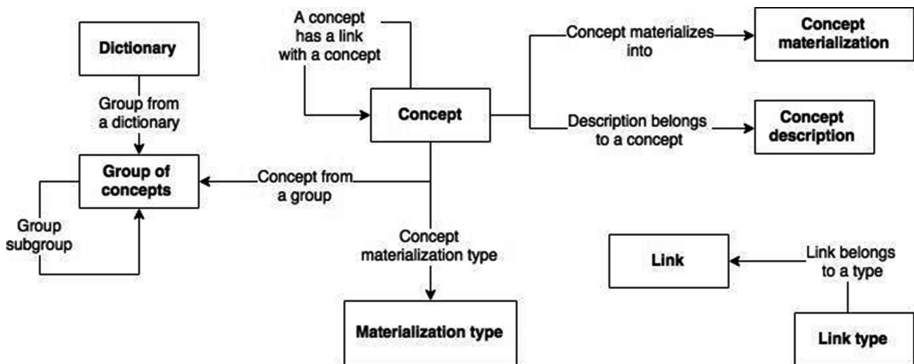 Dictionary
Group from
a dictionary
Group of
concepts
Group
subgroup
A concept
has a link
with a concept
Concept
Concept from
a group
Concept
materialization type
Materialization type
Concept materializes
into
Concept
materialization
Description belongs
to a concept
Concept
description
Link
Link belongs
to a type
Link type